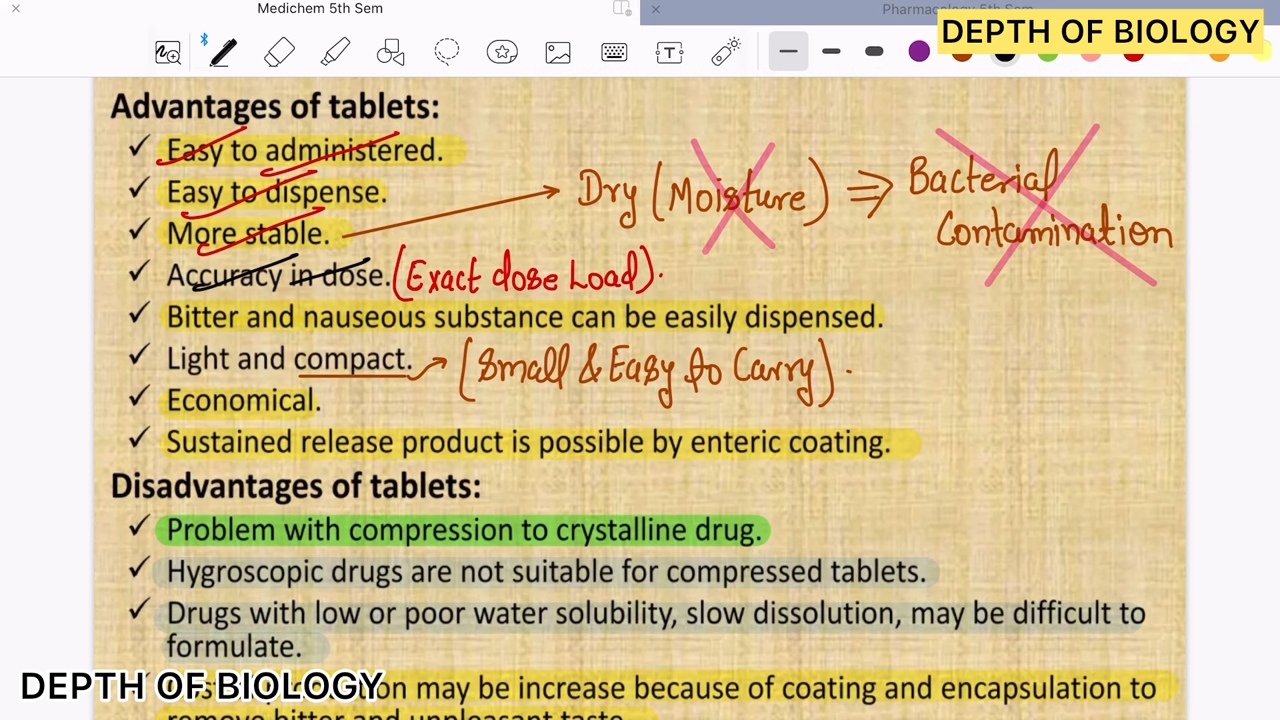 Medichem 5th Sem
Pharmacology 5th Sem
DEPTH OF BIOLOGY
T
Advantages of tablets:
✓ Easy to administered.
✓ Easy to dispense.
✓ More stable.
Dry (Moisture) ⇒ Bacterial
Contamination
✓ Accuracy in dose. (Exact dose Load).
✓ Bitter and nauseous substance can be easily dispensed.
✓ Light and compact. → (Small & Easy to Carry).
✓ Economical.
✓ Sustained release product is possible by enteric coating.
Disadvantages of tablets:
✓ Problem with compression to crystalline drug.
✓ Hygroscopic drugs are not suitable for compressed tablets.
✓ Drugs with low or poor water solubility, slow dissolution, may be difficult to
formulate.
may be increase because of coating and encapsulation to
remove bitter and unpleasant taste.
DEPTH OF BIOLOGY